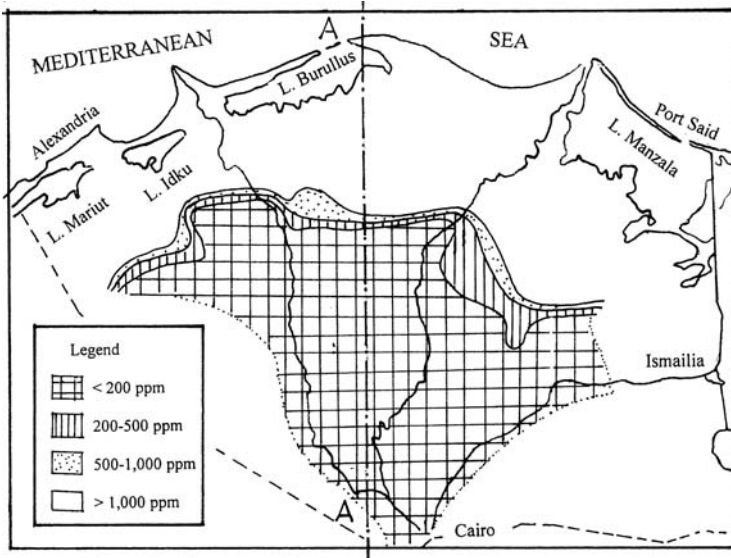 MEDITERRANEAN
A
SEA
L. Burullus
Alexandria
L. Idku
L. Mariut
Port Said
L. Manzala
Ismailia
Legend
< 200 ppm
200-500 ppm
500-1,000 ppm
> 1,000 ppm
A
Cairo